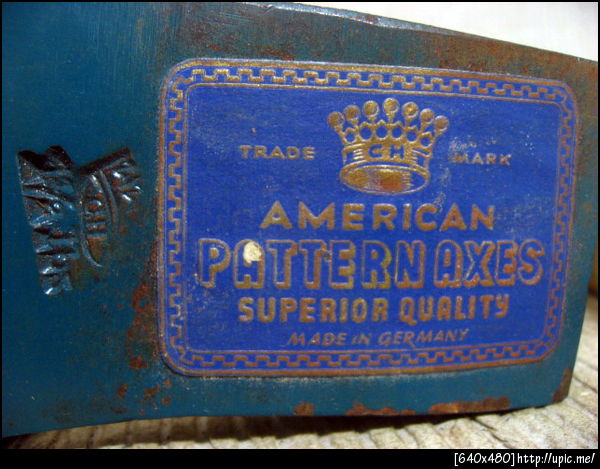 C H
TRADE MARK
AMERICAN
PATTERN AXES
SUPERIOR QUALITY
MADE IN GERMANY
[640x480]http://upic.me/